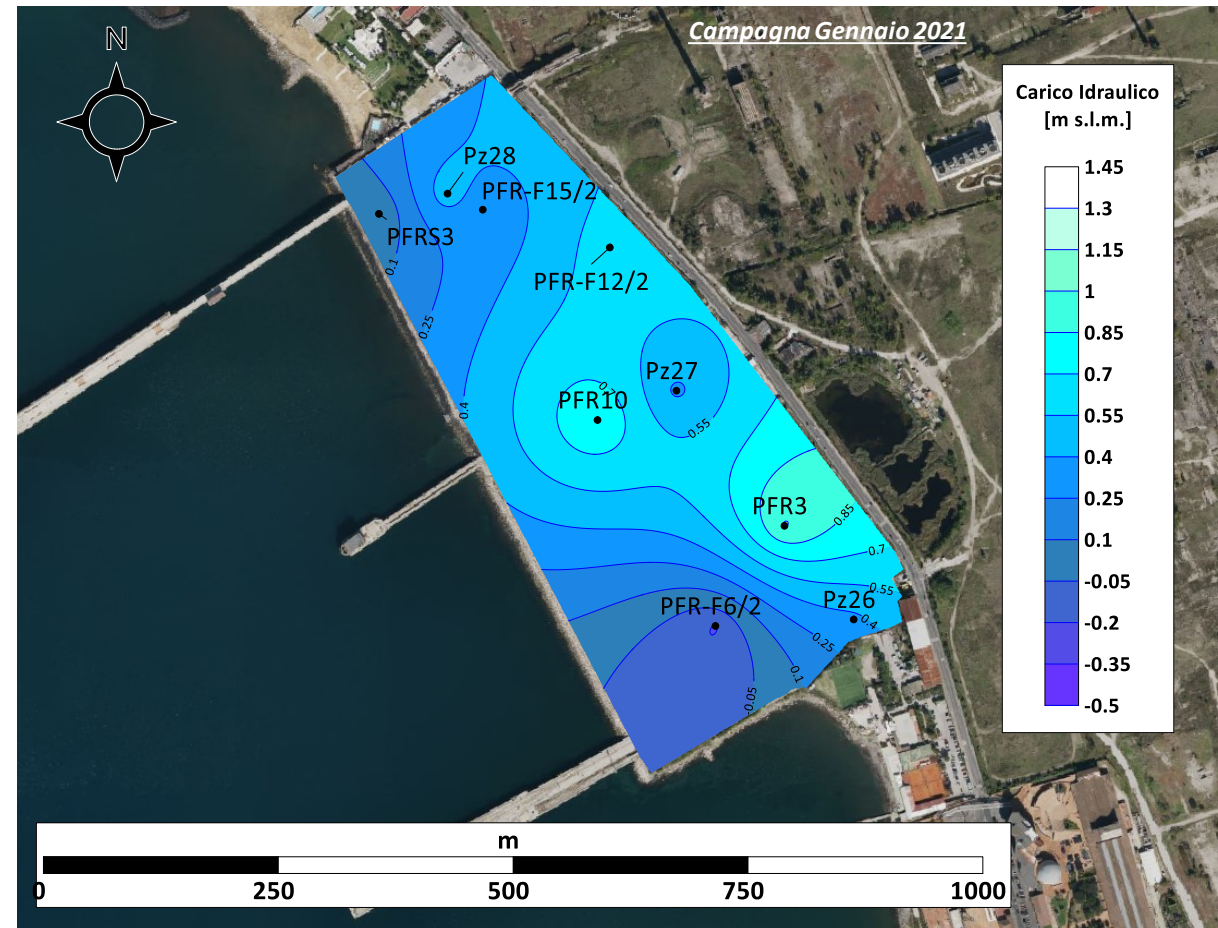 Campagna Gennaio 2021
N
Carico Idraulico
[m s.l.m.]
1.45
1.3
1.15
1
0.85
0.7
0.55
0.4
0.25
0.1
-0.05
-0.2
-0.35
-0.5
Pz28
PFR-F15/2
PFRS3
0.1
PFR-F12/2
0.25
Pz27
0.7
PFR10
0.4
0.55
PFR3
0.85
0.7
0.55
PFR-F6/2
Pz26
0.4
0.25
0.1
-0.05
m
0
250
500
750
1000